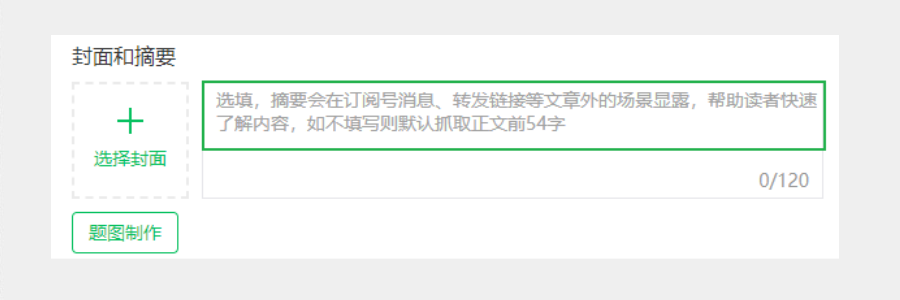 封面和摘要
选填，摘要会在订阅号消息、转发链接等文章外的场景显露，帮助读者快速
了解内容，如不填写则默认抓取正文前54字
选择封面
0/120
题图制作